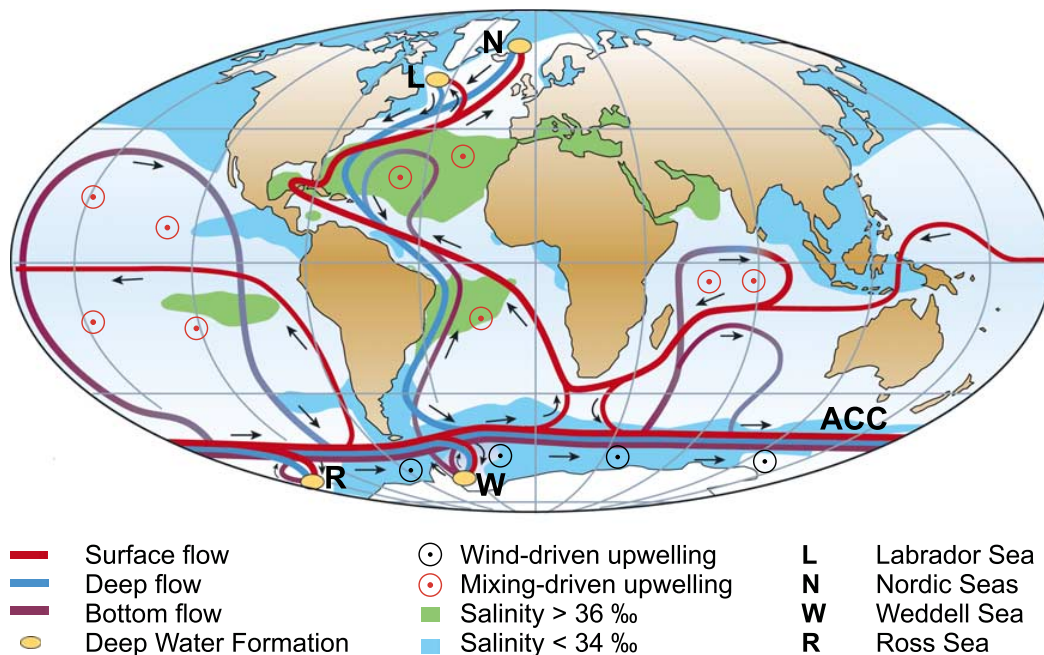 N
L
ACC
R
W
Surface flow
Deep flow
Bottom flow
Deep Water Formation
Wind-driven upwelling
Mixing-driven upwelling
Salinity > 36 ‰
Salinity < 34 ‰
L Labrador Sea
N Nordic Seas
W Weddell Sea
R Ross Sea